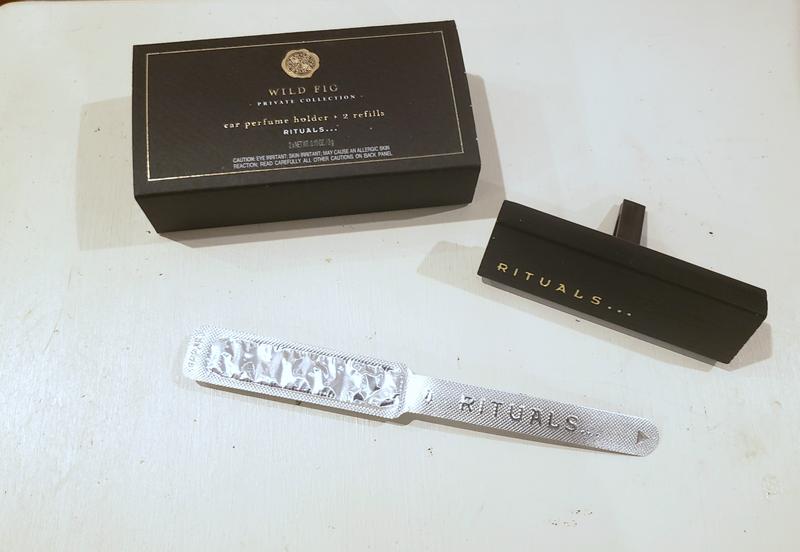 WILD FIG
- PRIVATE COLLECTION -
car perfume holder + 2 refills
RITUALS...
CAUTION: EYE IRRITANT; SKIN IRRITANT; MAY CAUSE AN ALLERGIC SKIN
REACTION; READ CAREFULLY ALL OTHER CAUTIONS ON BACK PANEL
RITUALS...
RITUALS...